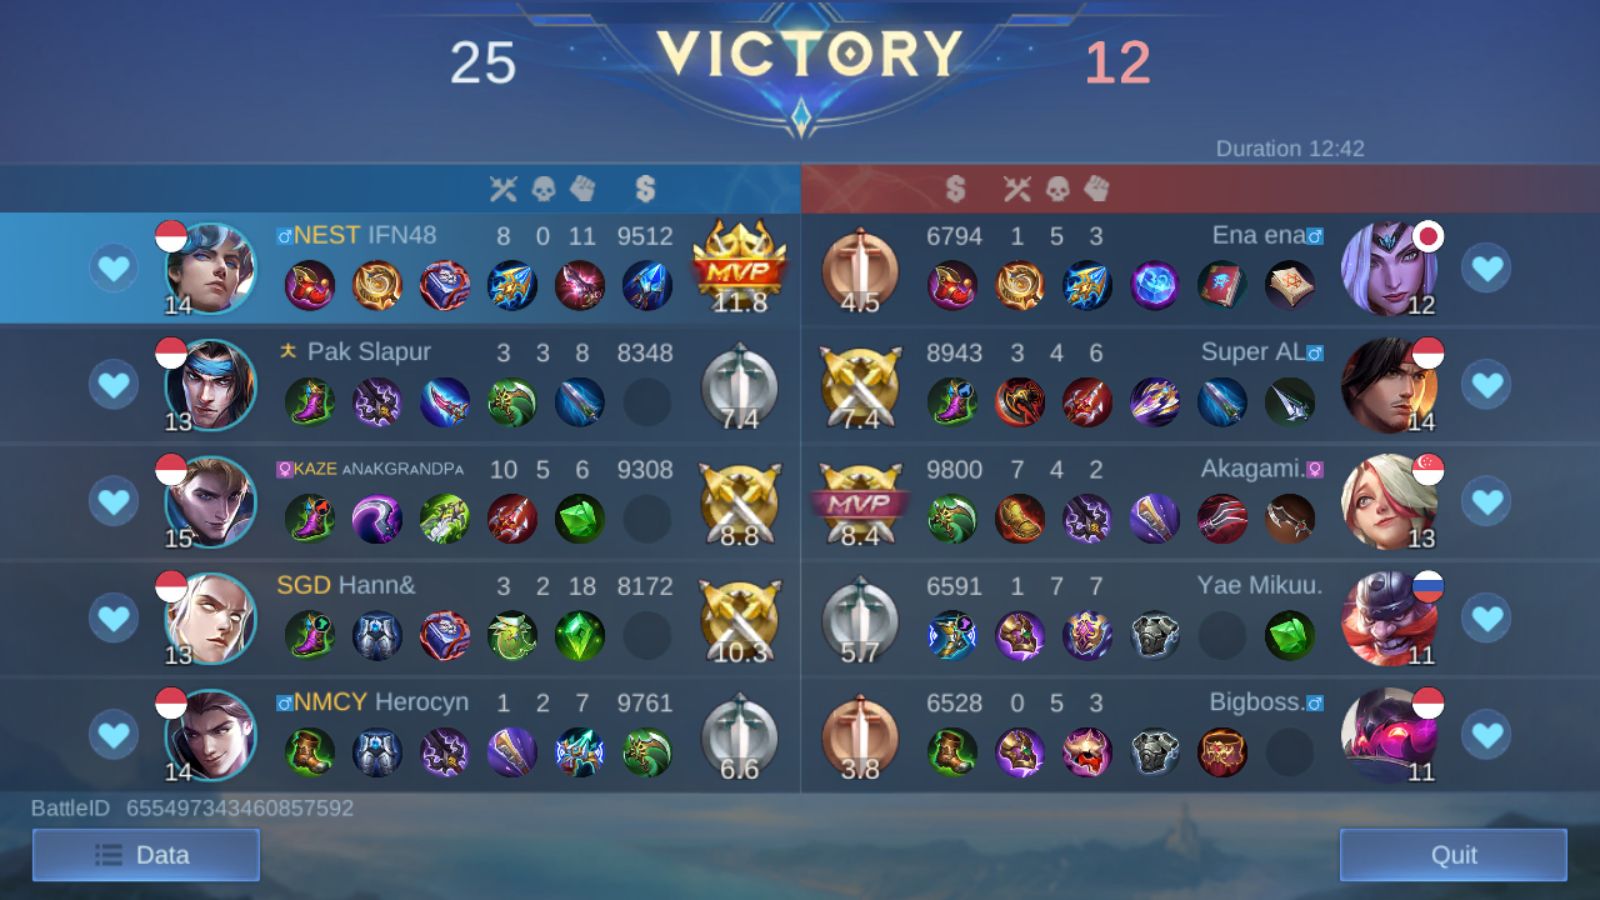 25 VICTORY 12
Duration 12:42
NEST IFN48 8 0 11 9512 MVP 11.8
14
4.5 6794 1 5 3 Ena ena
12
大 Pak Slapur 3 3 8 8348 7.4
13
7.4 8943 3 4 6 Super AL
14
KAZE ᴀNᴀKGRᴀNDPᴀ 10 5 6 9308 8.8
15
MVP 8.4 9800 7 4 2 Akagami.
13
SGD Hann& 3 2 18 8172 10.3
13
5.7 6591 1 7 7 Yae Mikuu.
11
NMCY Herocyn 1 2 7 9761 6.6
14
3.8 6528 0 5 3 Bigboss.
11
BattleID 655497343460857592
Data
Quit